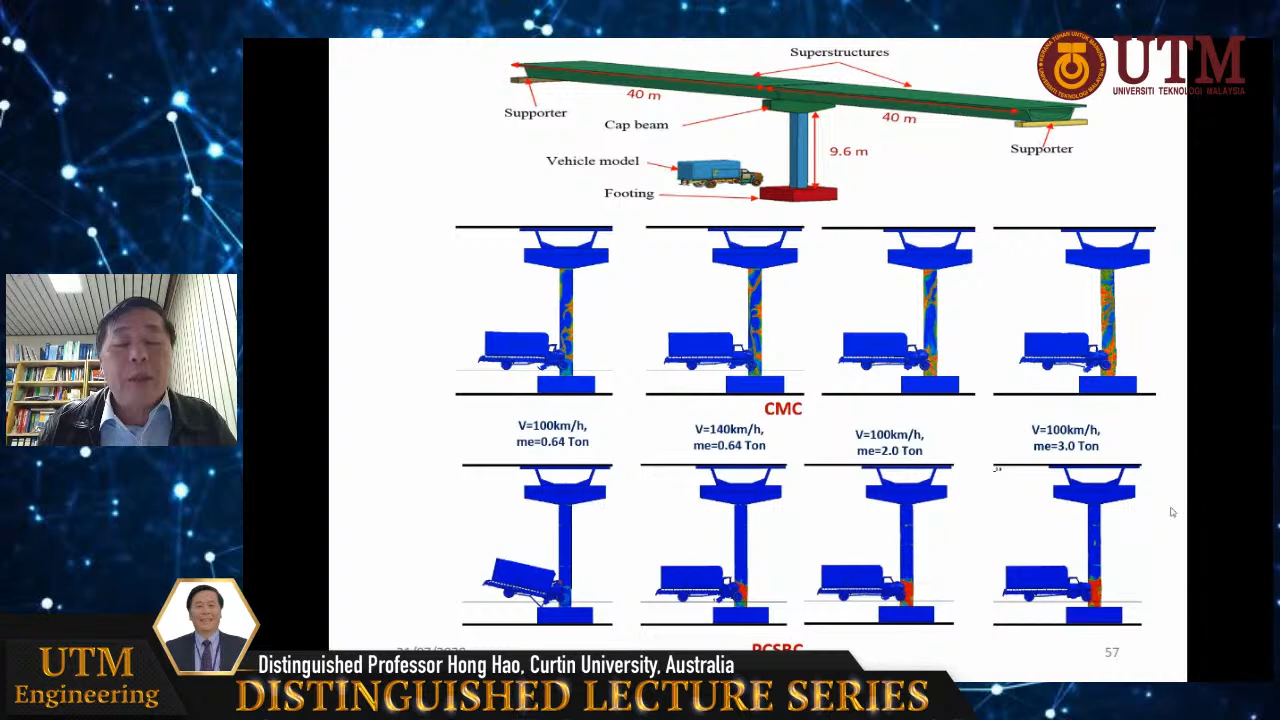 Superstructures
UTM
UNIVERSITI TEKNOLOGI MALAYSIA
40 m
40 m
Supporter
Cap beam
Supporter
9.6 m
Vehicle model
Footing
CMC
V=100km/h,
me=0.64 Ton
V=140km/h,
me=0.64 Ton
V=100km/h,
me=2.0 Ton
V=100km/h,
me=3.0 Ton
57
UTM
Engineering
Distinguished Professor Hong Hao, Curtin University, Australia
DISTINGUISHED LECTURE SERIES